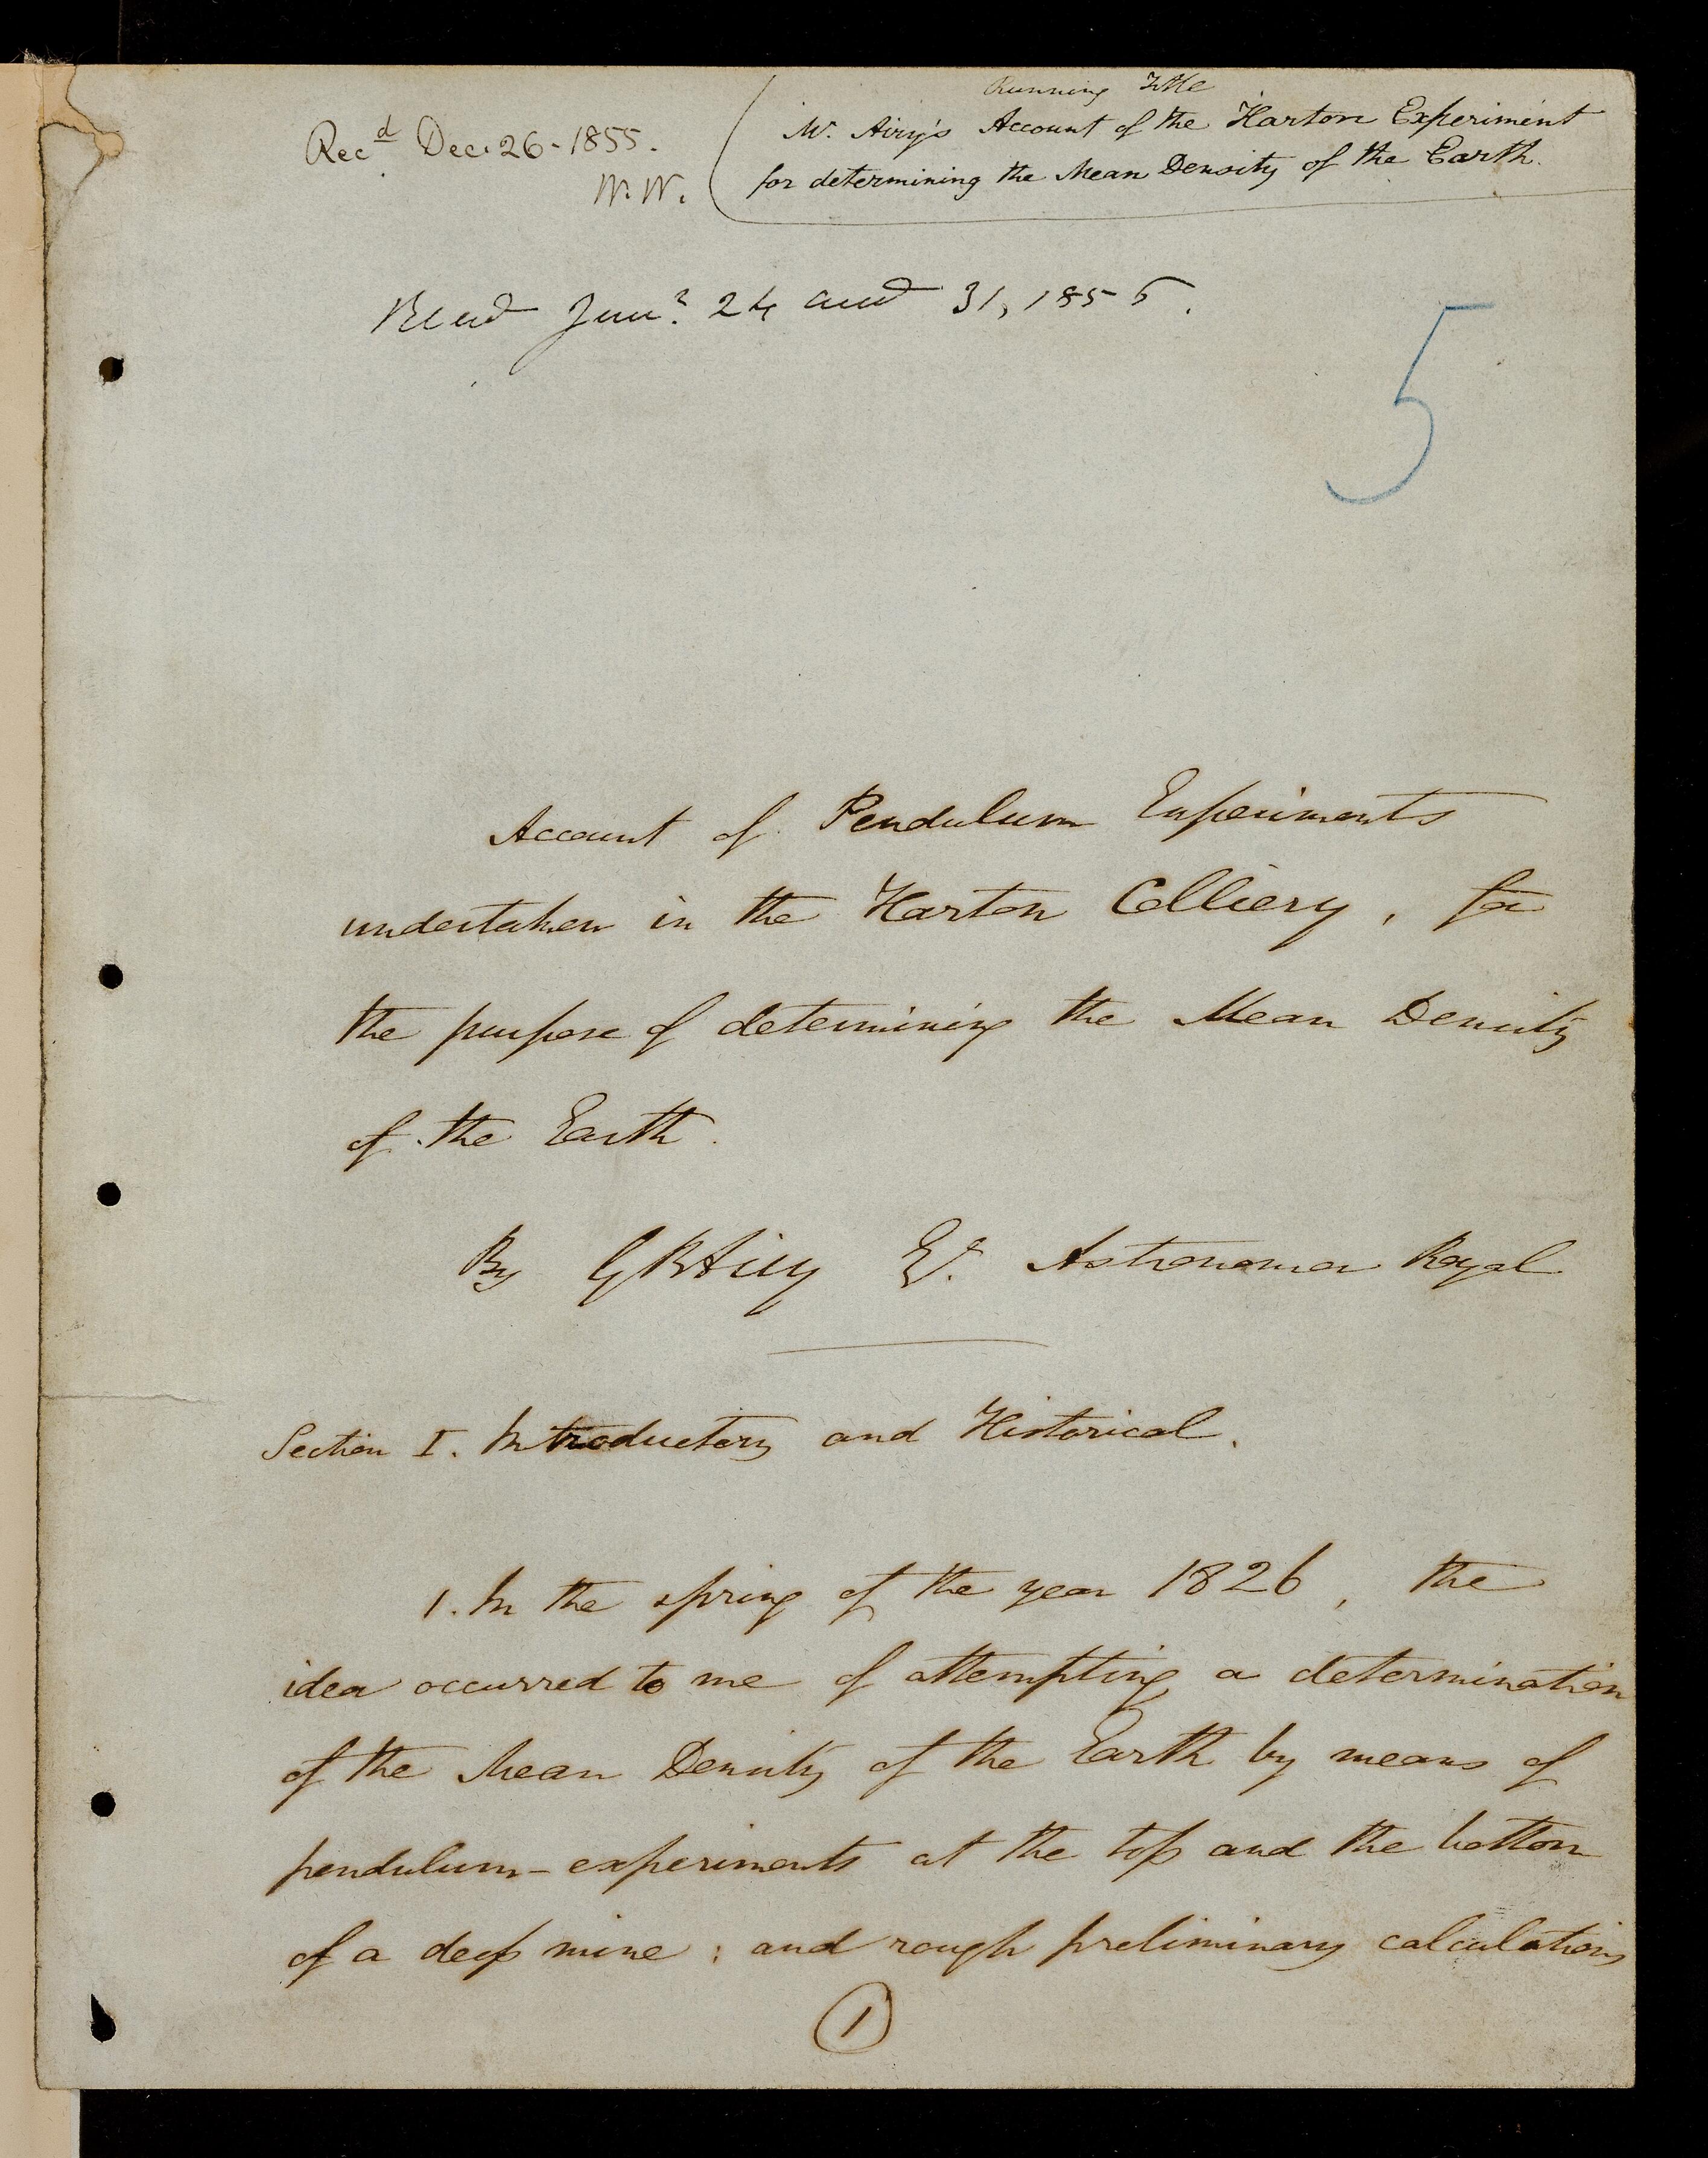 Running Title
Mr. Airy's Account of the Harton Experiment
for determining the Mean Density of the Earth.
Recd Dec. 26-1855.
W.W.
Read Jany. 24 and 31, 1856.
5
Account of Pendulum Experiments
undertaken in the Harton Colliery, for
the purpose of determining the Mean Density
of the Earth.
By G B Airy Esq. Astronomer Royal
Section I. Introductory and Historical.
1. In the spring of the year 1826, the
idea occurred to me of attempting a determination
of the Mean Density of the Earth by means of
pendulum-experiments at the top and the bottom
of a deep mine; and rough preliminary calculations
1